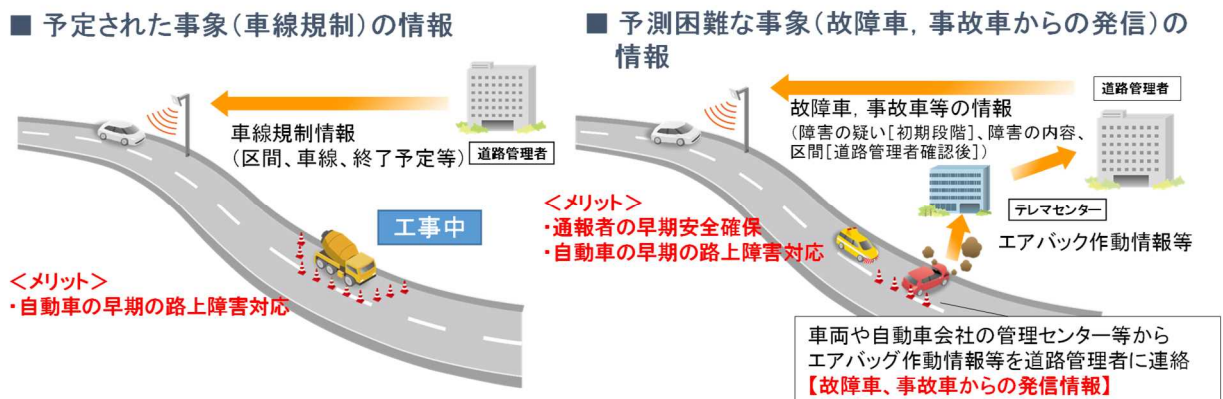 ■ 予定された事象(車線規制)の情報
車線規制情報
(区間、車線、終了予定等)
道路管理者
工事中
<メリット>
・自動車の早期の路上障害対応
■ 予測困難な事象(故障車,事故車からの発信)の
情報
道路管理者
故障車,事故車等の情報
(障害の疑い[初期段階]、障害の内容、
区間[道路管理者確認後])
テレマセンター
エアバック作動情報等
<メリット>
・通報者の早期安全確保
・自動車の早期の路上障害対応
車両や自動車会社の管理センター等から
エアバッグ作動情報等を道路管理者に連絡
【故障車、事故車からの発信情報】